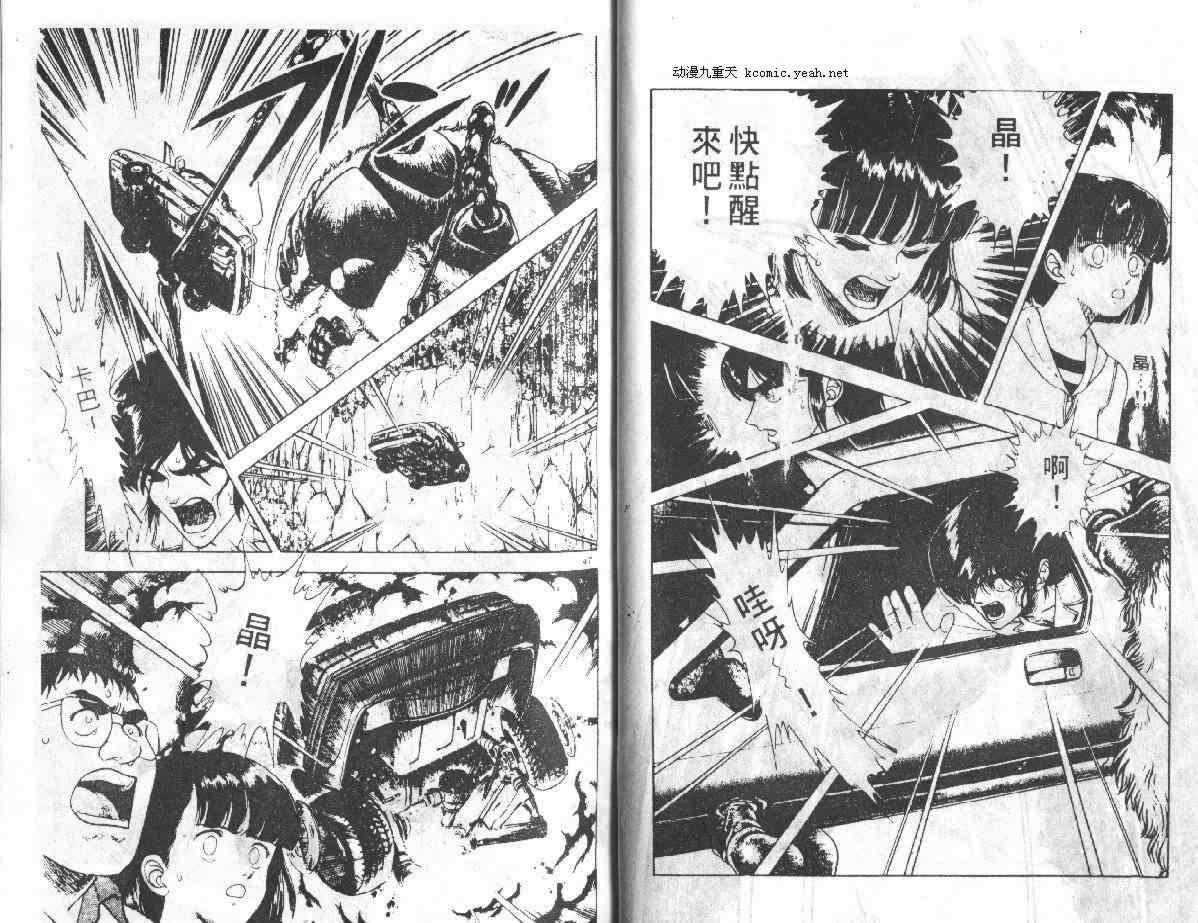 动漫九重天 kcomic.yeah.net
晶！
快點醒
來吧！
晶…!!
啊！
哇呀！
卡巴！
47
晶！